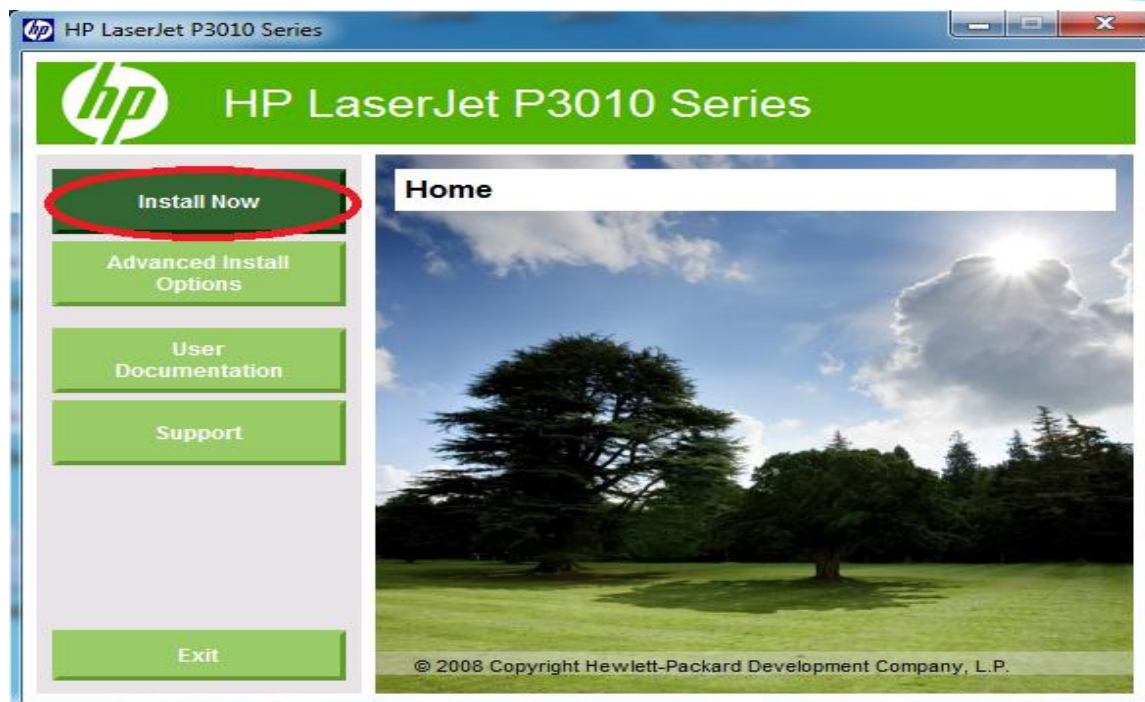 hp HP LaserJet P3010 Series
hp HP LaserJet P3010 Series
Install Now
Advanced Install
Options
User
Documentation
Support
Exit
Home
© 2008 Copyright Hewlett-Packard Development Company, L.P.